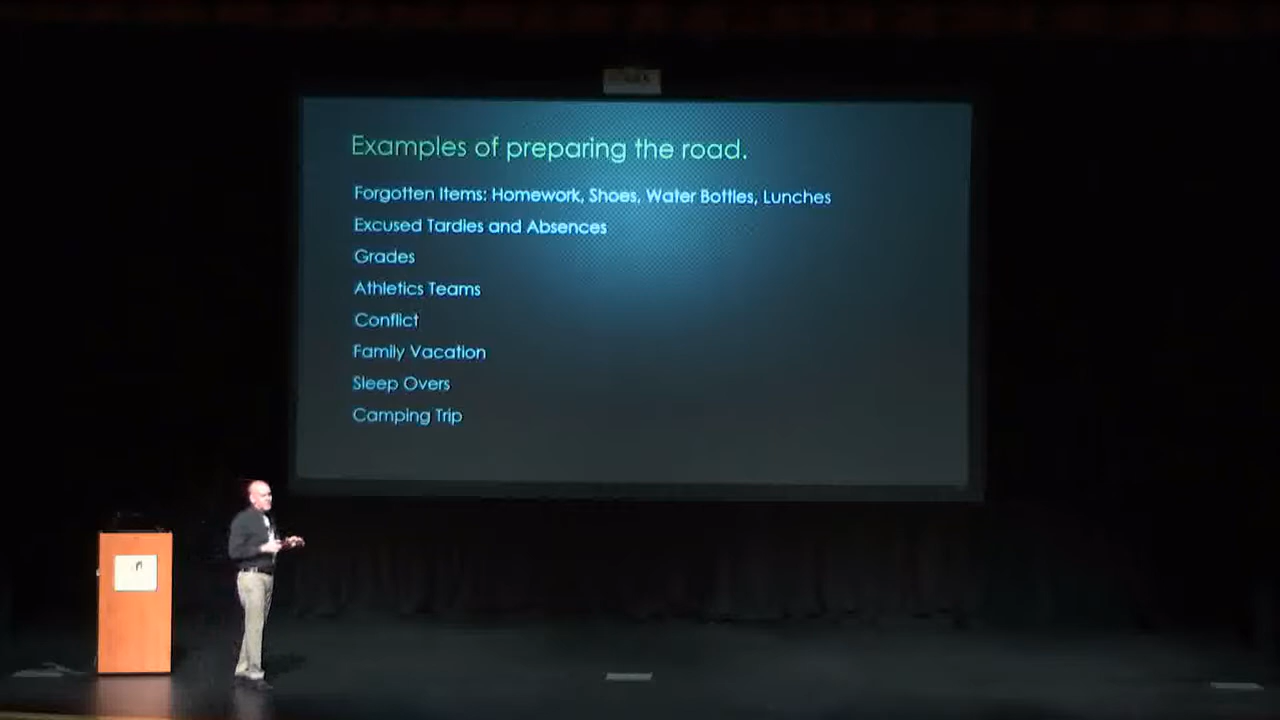 Examples of preparing the road.
Forgotten Items: Homework, Shoes, Water Bottles, Lunches
Excused Tardies and Absences
Grades
Athletics Teams
Conflict
Family Vacation
Sleep Overs
Camping Trip